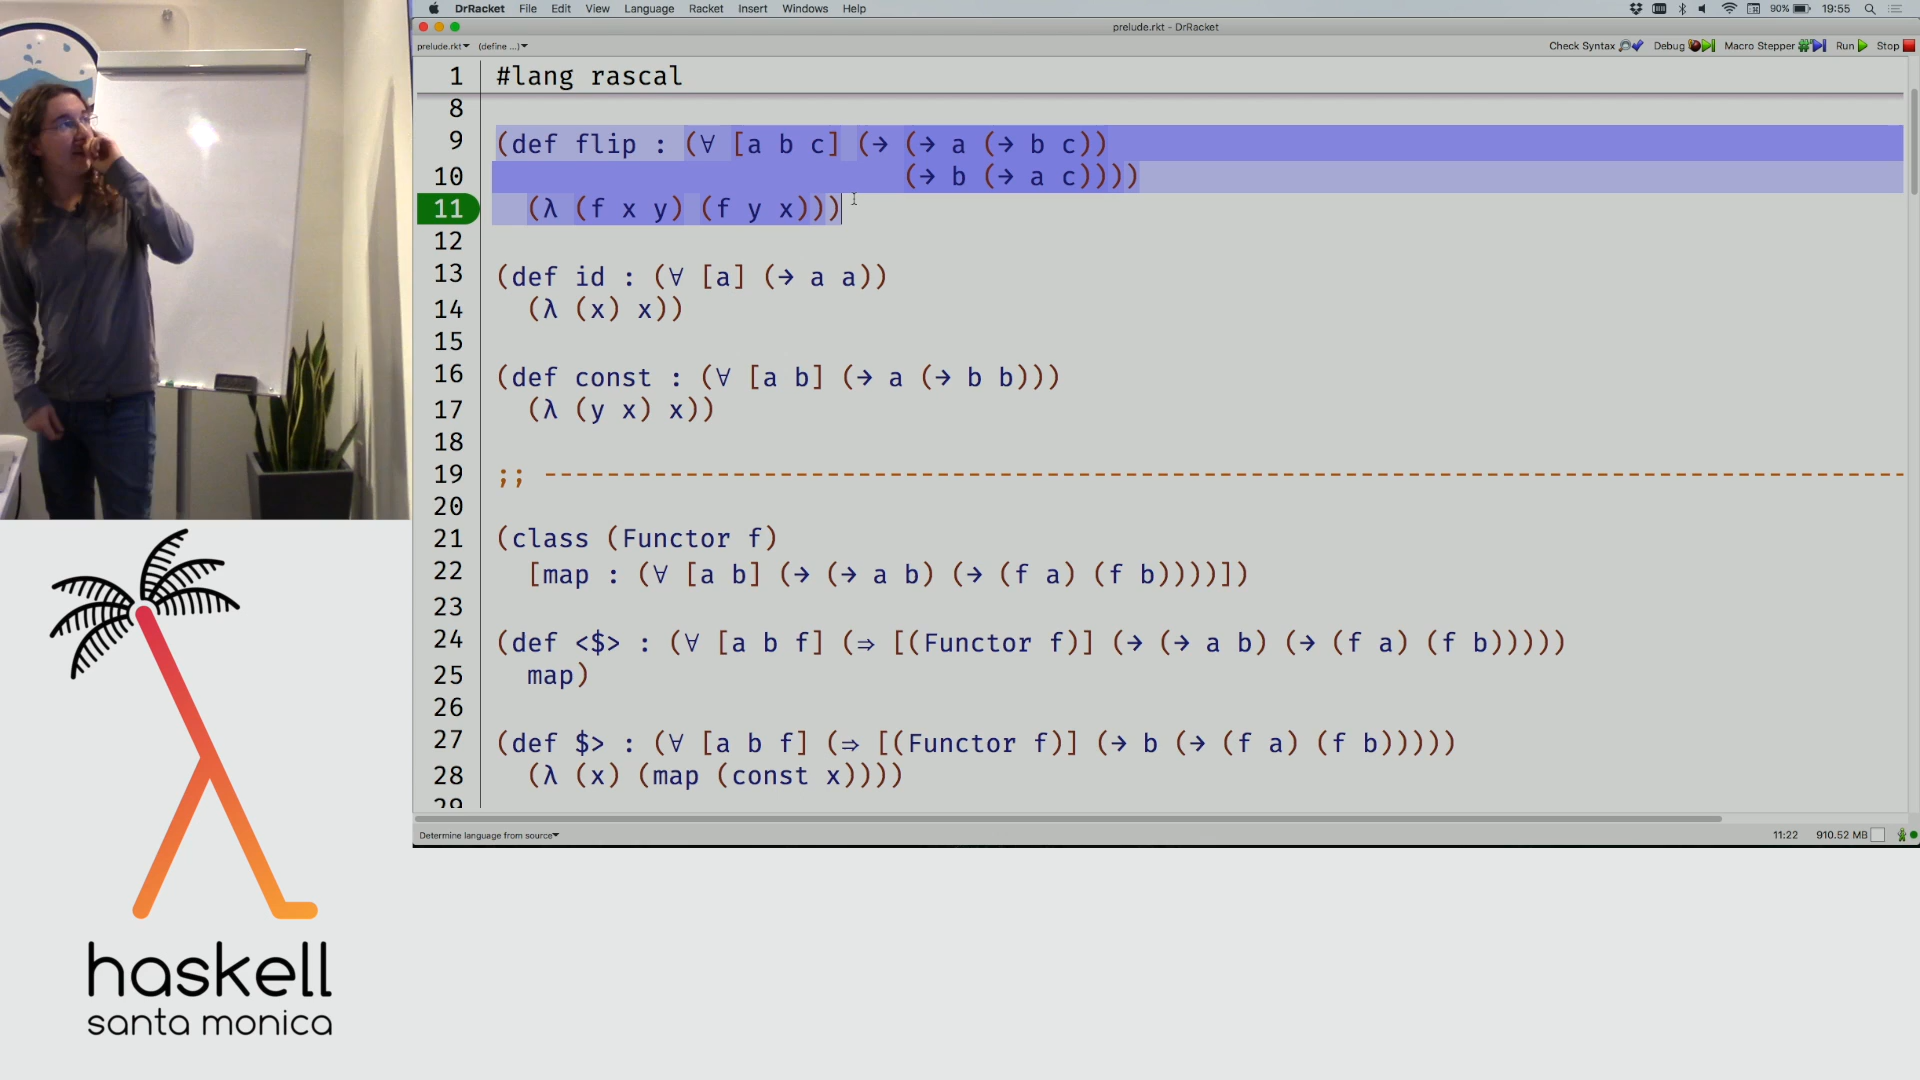 DrRacket File Edit View Language Racket Insert Windows Help 90% 19:55
prelude.rkt - DrRacket
prelude.rkt (define ...) Check Syntax Debug Macro Stepper Run Stop
1 #lang rascal
8
9 (def flip : (∀ [a b c] (→ (→ a (→ b c))
10 (→ b (→ a c))))
11 (λ (f x y) (f y x)))
12
13 (def id : (∀ [a] (→ a a))
14 (λ (x) x))
15
16 (def const : (∀ [a b] (→ a (→ b b)))
17 (λ (y x) x))
18
19 ;; ---------------------------------------------------------------------------------------
20
21 (class (Functor f)
22 [map : (∀ [a b] (→ (→ a b) (→ (f a) (f b))))])
23
24 (def <$> : (∀ [a b f] (⇒ [(Functor f)] (→ (→ a b) (→ (f a) (f b)))))
25 map)
26
27 (def $> : (∀ [a b f] (⇒ [(Functor f)] (→ b (→ (f a) (f b)))))
28 (λ (x) (map (const x))))
29
Determine language from source 11:22 910.52 MB
haskell
santa monica